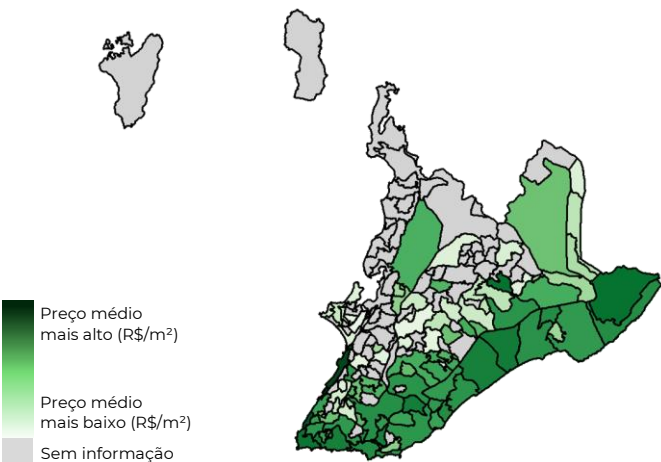 Preço médio
mais alto (R$/m²)
Preço médio
mais baixo (R$/m²)
Sem informação